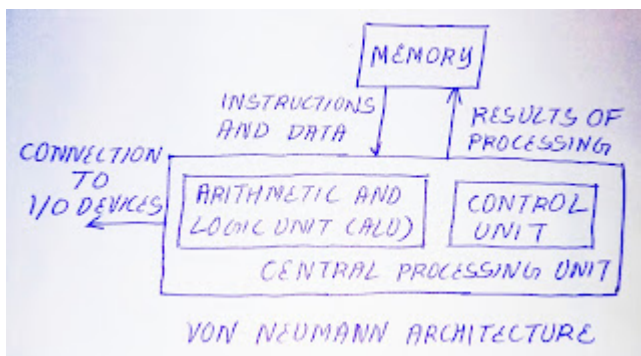 MEMORY
INSTRUCTIONS
AND DATA
RESULTS OF
PROCESSING
CONNECTION
TO
I/O DEVICES
ARITHMETIC AND
LOGIC UNIT (ALU)
CONTROL
UNIT
CENTRAL PROCESSING UNIT
VON NEUMANN ARCHITECTURE